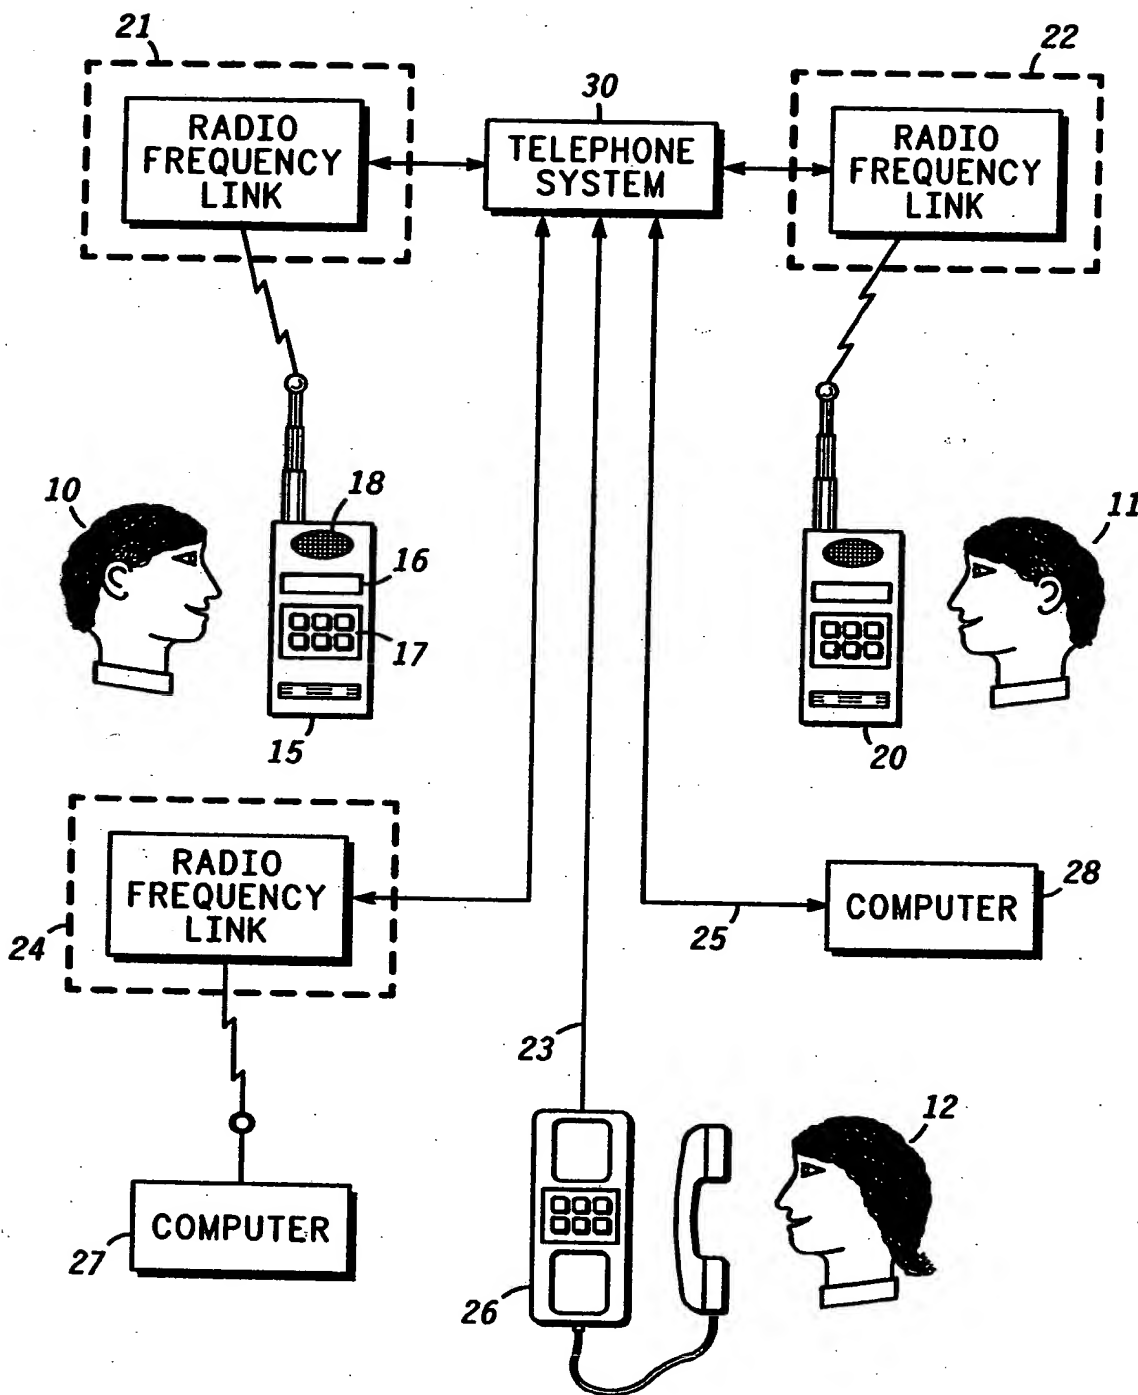 21
22
30
RADIO
FREQUENCY
LINK
TELEPHONE
SYSTEM
RADIO
FREQUENCY
LINK
10
18
11
16
17
15
20
RADIO
FREQUENCY
LINK
28
COMPUTER
24
25
23
12
COMPUTER
27
26